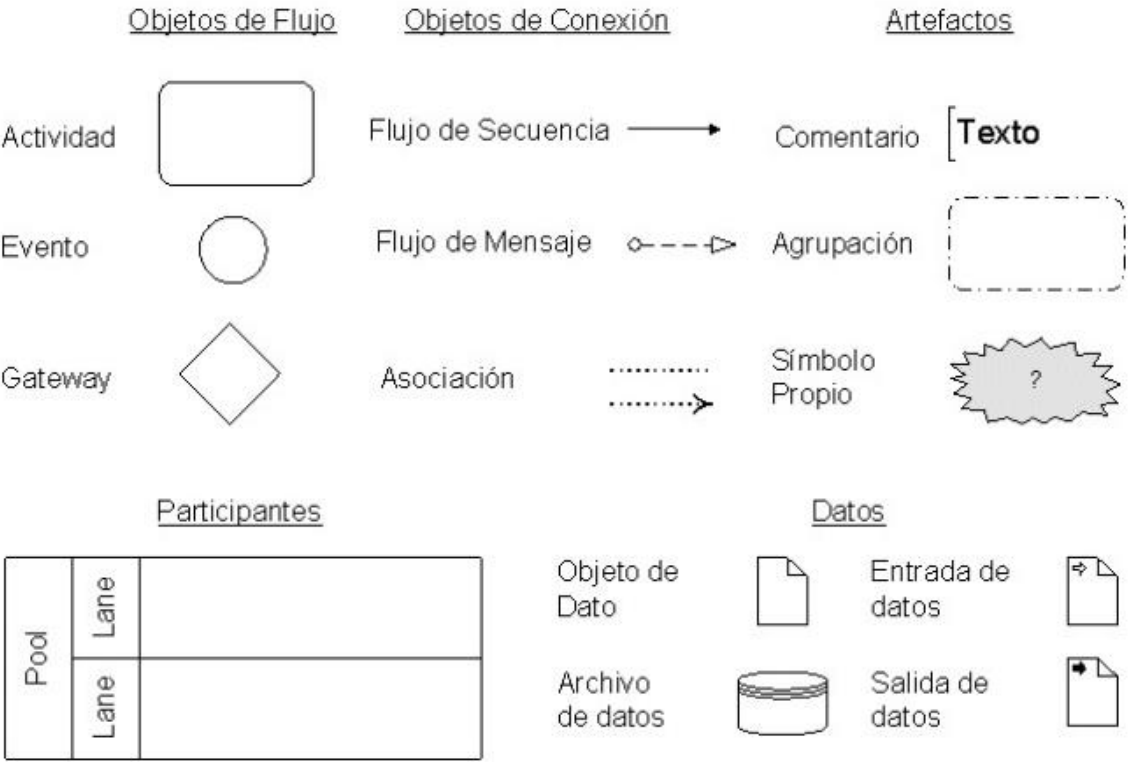 Objetos de Flujo
Objetos de Conexión
Artefactos
Actividad
Flujo de Secuencia
Comentario
Texto
Evento
Flujo de Mensaje
Agrupación
Gateway
Asociación
Símbolo
Propio
?
Participantes
Datos
Pool
Lane
Lane
Objeto de
Dato
Entrada de
datos
Archivo
de datos
Salida de
datos